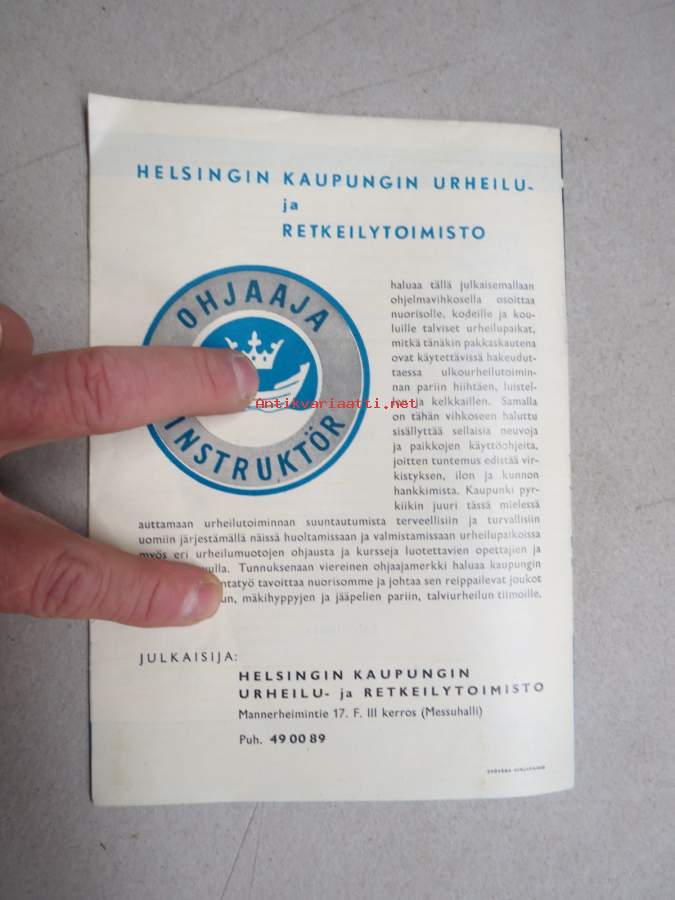 HELSINGIN KAUPUNGIN URHEILU-
ja
RETKEILYTOIMISTO
OHJAAJA
INSTRUKTÖR
haluaa tällä julkaisemallaan
ohjelmavihkosella osoittaa
nuorisolle, kodeille ja kou-
luille talviset urheilupaikat,
mitkä tänäkin pakkaskautena
ovat käytettävissä hakeudut-
taessa ulkourheilutoimin-
nan pariin hiihtäen, luistel-
ja kelkkaillen. Samalla
on tähän vihkoseen haluttu
sisällyttää sellaisia neuvoja
ja paikkojen käyttöohjeita,
joitten tuntemus edistää vir-
kistyksen, ilon ja kunnon
hankkimista. Kaupunki pyr-
kiikin juuri tässä mielessä
auttamaan urheilutoiminnan suuntautumista terveellisiin ja turvallisiin
uomiin järjestämällä näissä huoltamissaan ja valmistamissaan urheilupaikoissa
myös eri urheilumuotojen ohjausta ja kursseja luotettavien opettajien ja
Tunnuksenaan viereinen ohjaajamerkki haluaa kaupungin
tavoittaa nuorisomme ja johtaa sen reippailevat joukot
mäkihyppyjen ja jääpelien pariin, talviurheilun tiimoille.
Antikvariaatti.net
JULKAISIJA:
HELSINGIN KAUPUNGIN
URHEILU- ja RETKEILYTOIMISTO
Mannerheimintie 17. F. III kerros (Messuhalli)
Puh. 49 00 89